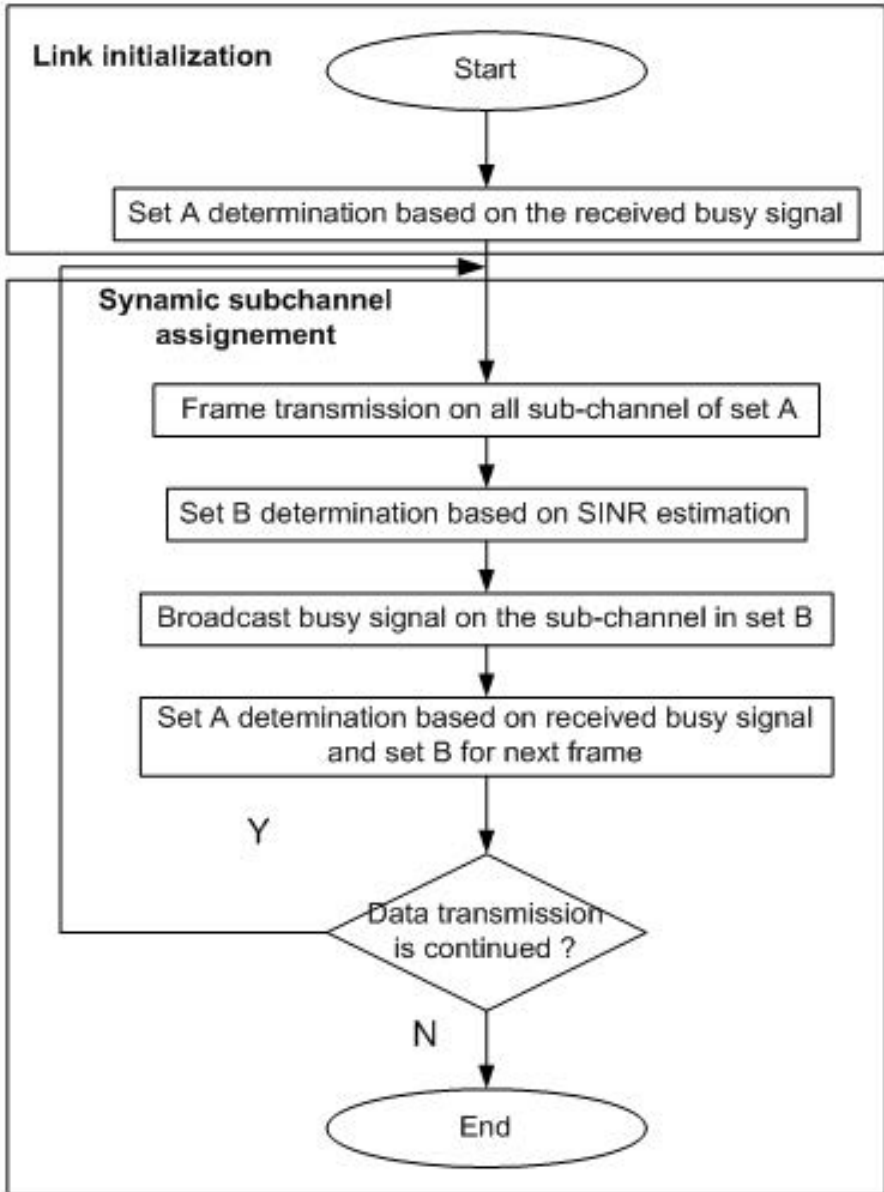 Link initialization
Start
Set A determination based on the received busy signal
Synamic subchannel
assignement
Frame transmission on all sub-channel of set A
Set B determination based on SINR estimation
Broadcast busy signal on the sub-channel in set B
Set A detemination based on received busy signal
and set B for next frame
Y
Data transmission
is continued ?
N
End